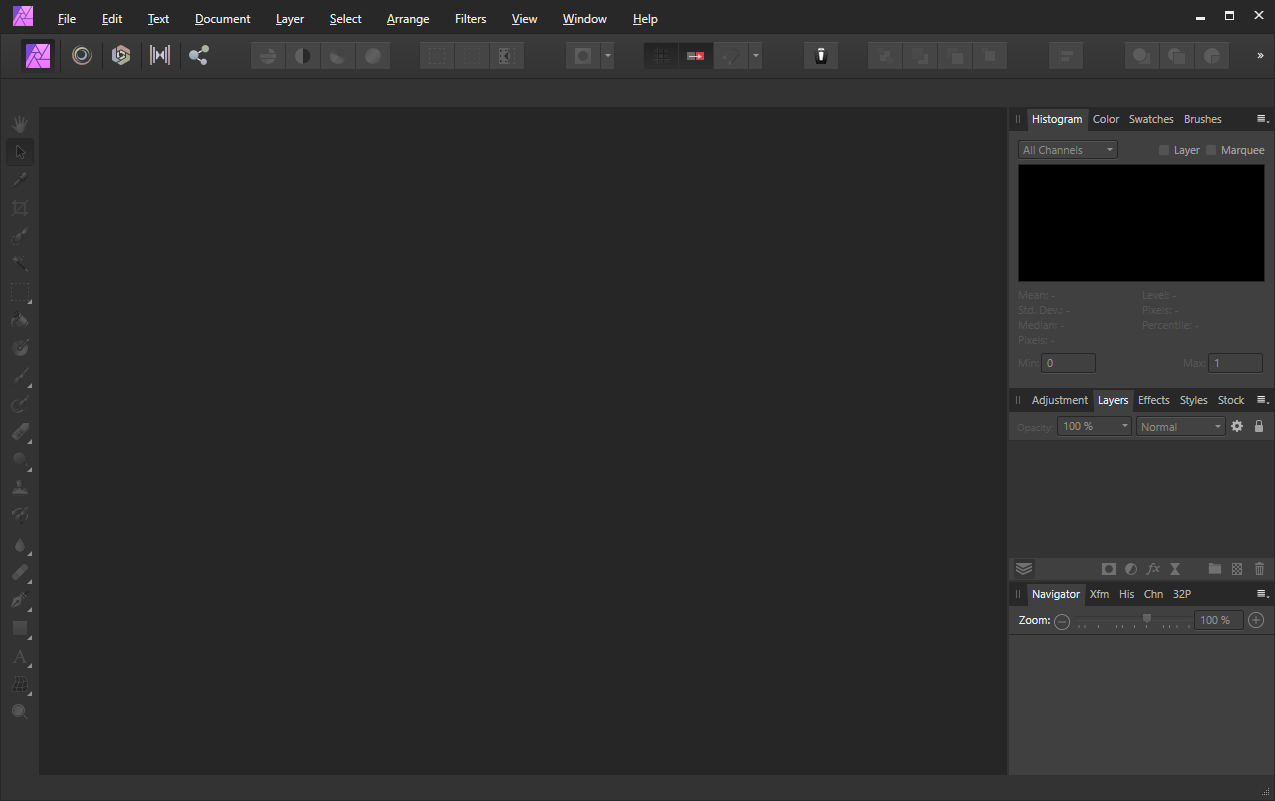 File Edit Text Document Layer Select Arrange Filters View Window Help
Histogram Color Swatches Brushes
All Channels Layer Marquee
Mean: - Level: -
Std. Dev.: - Pixels: -
Median: - Percentile: -
Pixels: -
Min: 0 Max: 1
Adjustment Layers Effects Styles Stock
Opacity: 100 % Normal
fx
Navigator Xfm His Chn 32P
Zoom: 100 %
A